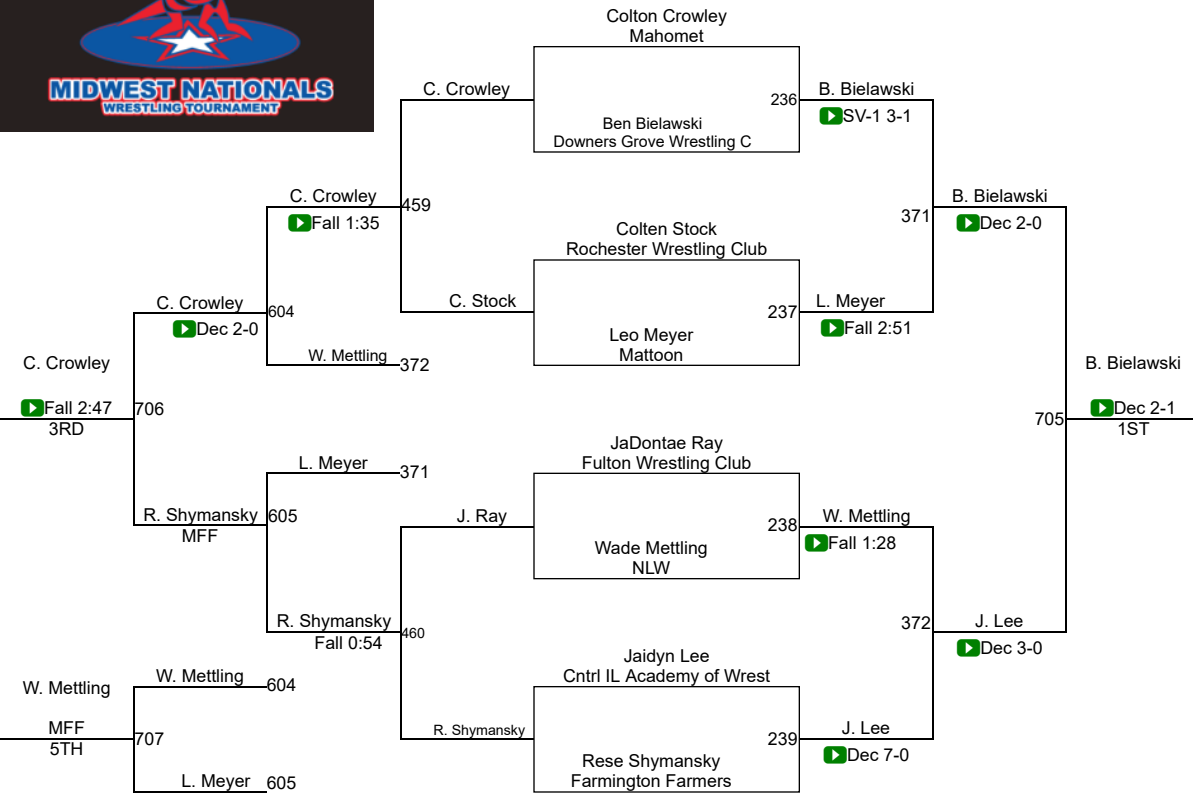 MIDWEST NATIONALS
WRESTLING TOURNAMENT
Colton Crowley
Mahomet
C. Crowley
236
B. Bielawski
SV-1 3-1
Ben Bielawski
Downers Grove Wrestling C
C. Crowley
459
Fall 1:35
371
B. Bielawski
Dec 2-0
Colten Stock
Rochester Wrestling Club
C. Stock
237
L. Meyer
Fall 2:51
Leo Meyer
Mattoon
C. Crowley
604
Dec 2-0
W. Mettling
372
C. Crowley
Fall 2:47
3RD
706
B. Bielawski
705
Dec 2-1
1ST
JaDontae Ray
Fulton Wrestling Club
L. Meyer
371
R. Shymansky
605
MFF
J. Ray
238
W. Mettling
Fall 1:28
Wade Mettling
NLW
R. Shymansky
460
Fall 0:54
372
J. Lee
Dec 3-0
Jaidyn Lee
Cntrl IL Academy of Wrest
W. Mettling
604
W. Mettling
MFF
5TH
707
R. Shymansky
239
J. Lee
Dec 7-0
Rese Shymansky
Farmington Farmers
L. Meyer
605